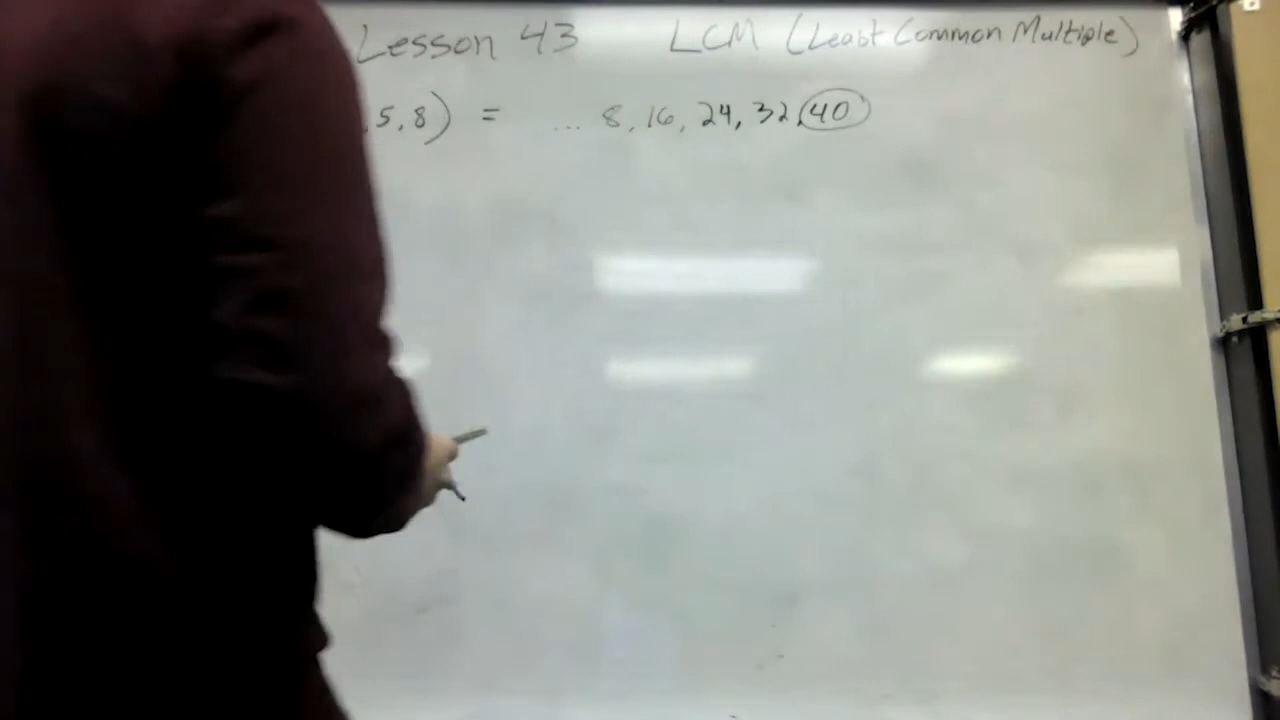 Lesson 43 LCM (Least Common Multiple)
,5,8) = ... 8, 16, 24, 32, 40